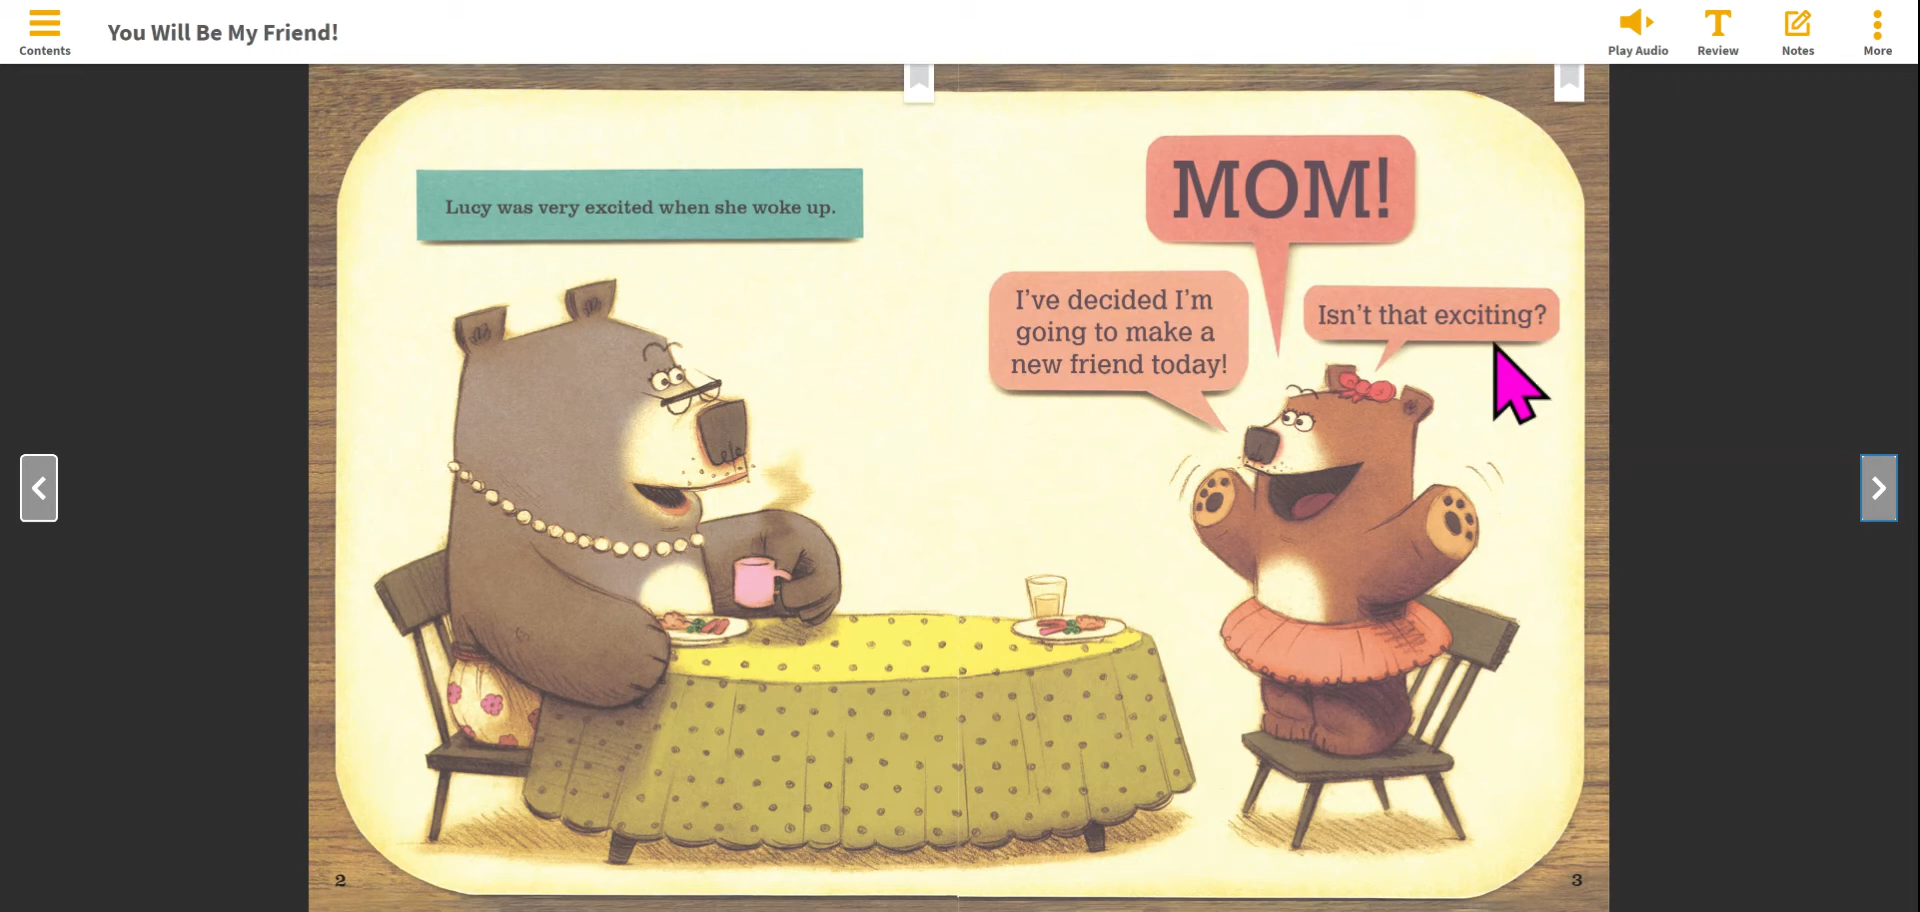 Contents
You Will Be My Friend!
Play Audio
Review
Notes
More
Lucy was very excited when she woke up.
MOM!
I’ve decided I’m
going to make a
new friend today!
Isn’t that exciting?
2
3